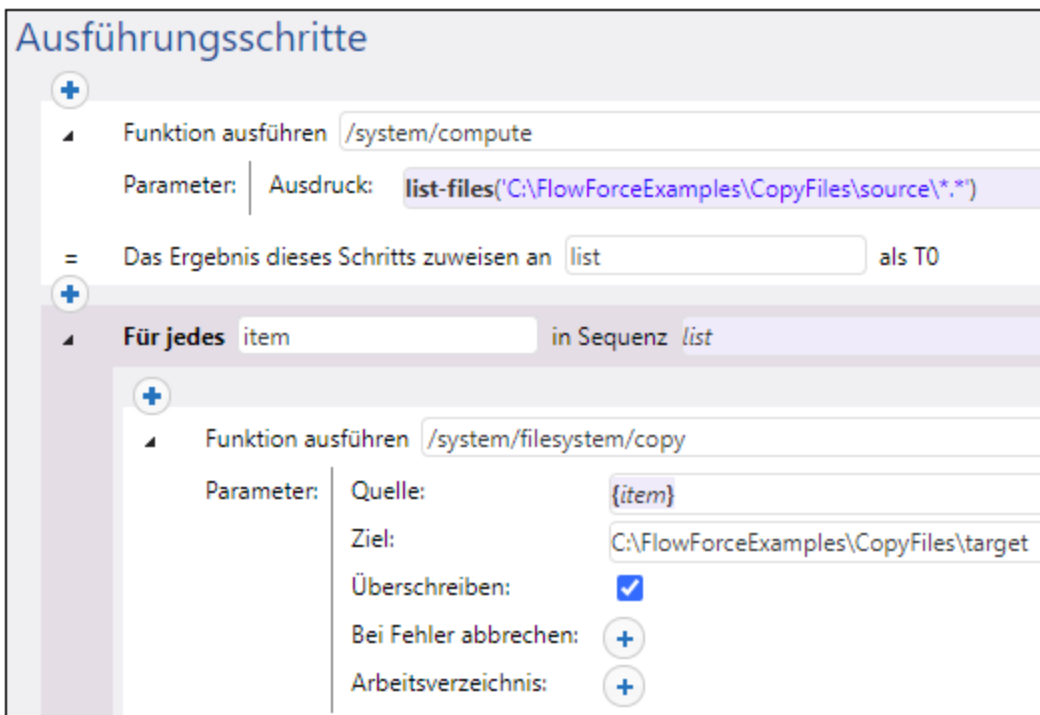 Ausführungsschritte
Funktion ausführen /system/compute
Parameter: Ausdruck: list-files('C:\FlowForceExamples\CopyFiles\source\*.*')
= Das Ergebnis dieses Schritts zuweisen an list als T0
Für jedes item in Sequenz list
Funktion ausführen /system/filesystem/copy
Parameter: Quelle: {item}
Ziel: C:\FlowForceExamples\CopyFiles\target
Überschreiben:
Bei Fehler abbrechen:
Arbeitsverzeichnis: